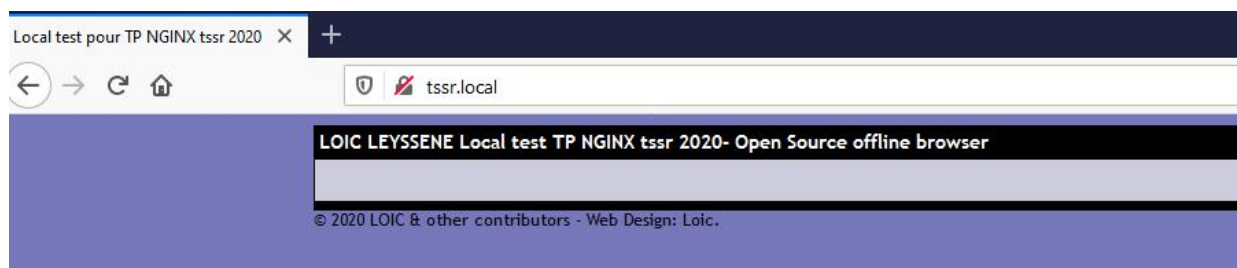 Local test pour TP NGINX tssr 2020
tssr.local
LOIC LEYSSENE Local test TP NGINX tssr 2020- Open Source offline browser
© 2020 LOIC & other contributors - Web Design: Loic.